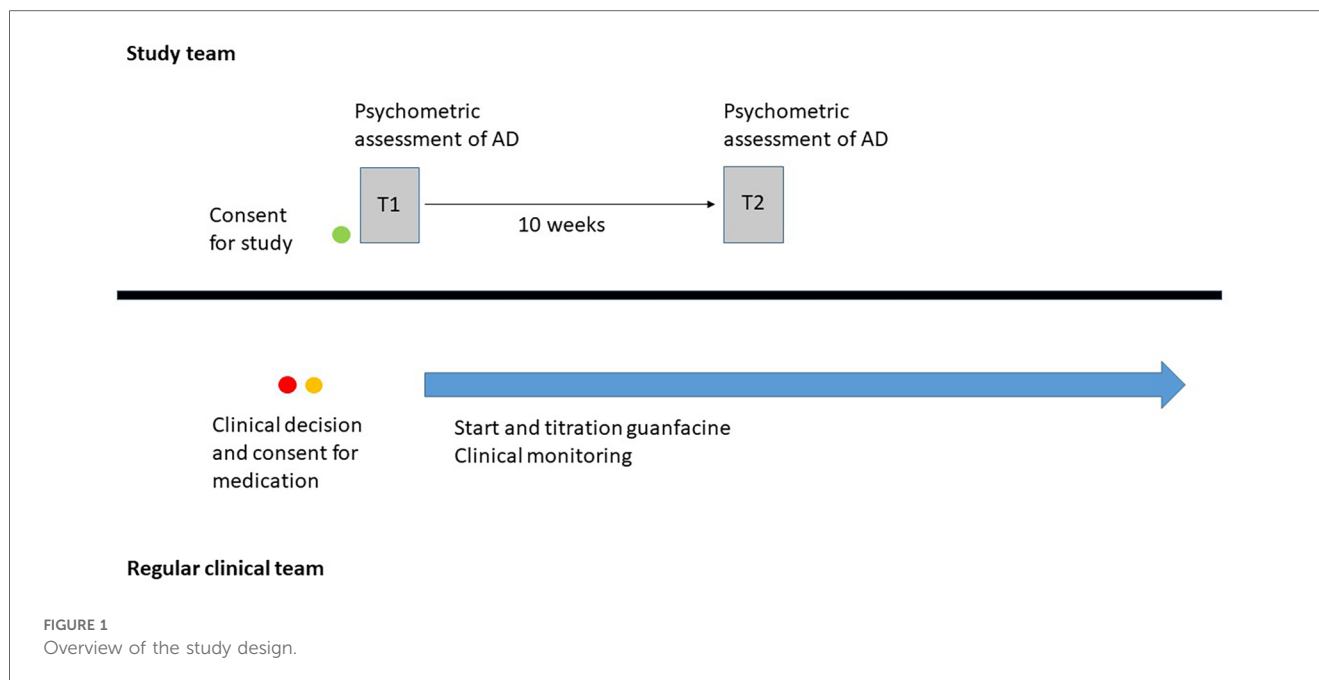 Study team
Psychometric
assessment of AD
Psychometric
assessment of AD
T1
T2
10 weeks
Consent
for study
Clinical decision
and consent for
medication
Start and titration guanfacine
Clinical monitoring
Regular clinical team
FIGURE 1
Overview of the study design.